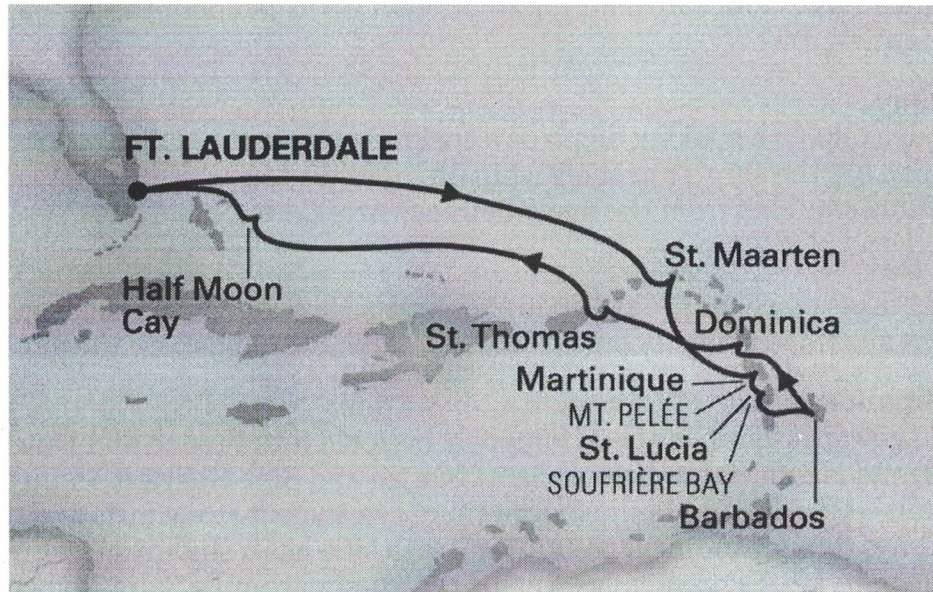 FT. LAUDERDALE
Half Moon
Cay
St. Maarten
St. Thomas
Dominica
Martinique
MT. PELÉE
St. Lucia
SOUFRIÈRE BAY
Barbados